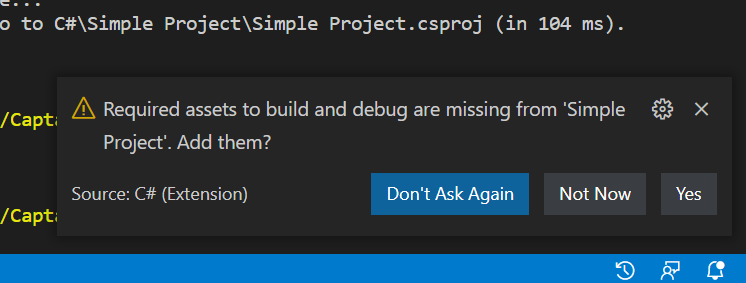 e...
o to C#\Simple Project\Simple Project.csproj (in 104 ms).
Required assets to build and debug are missing from 'Simple
/Capta
Project'. Add them?
Source: C# (Extension)
Don't Ask Again
Not Now
Yes
/Capta